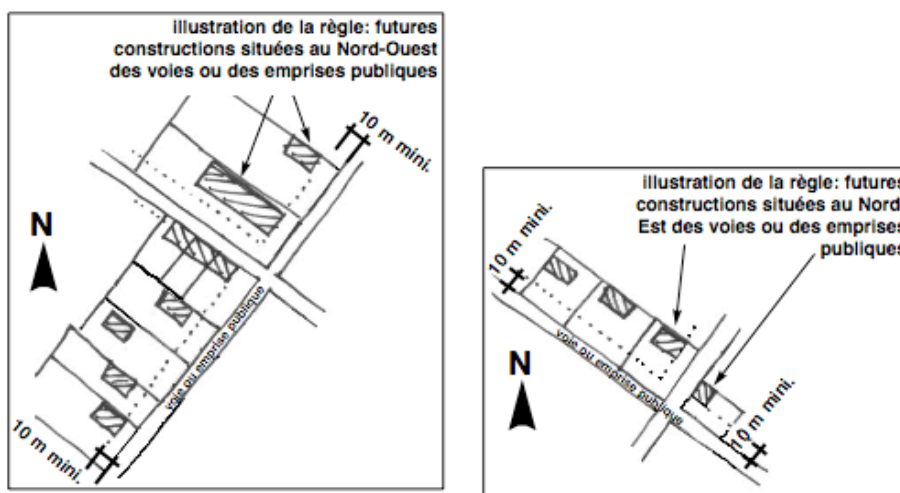 illustration de la règle: futures
constructions situées au Nord-Ouest
des voies ou des emprises publiques
10 m mini.
N
voie ou emprise publique
10 m mini.
illustration de la règle: futures
constructions situées au Nord
Est des voies ou des emprises
publiques
10 m mini.
voie ou emprise publique
N
10 m mini.